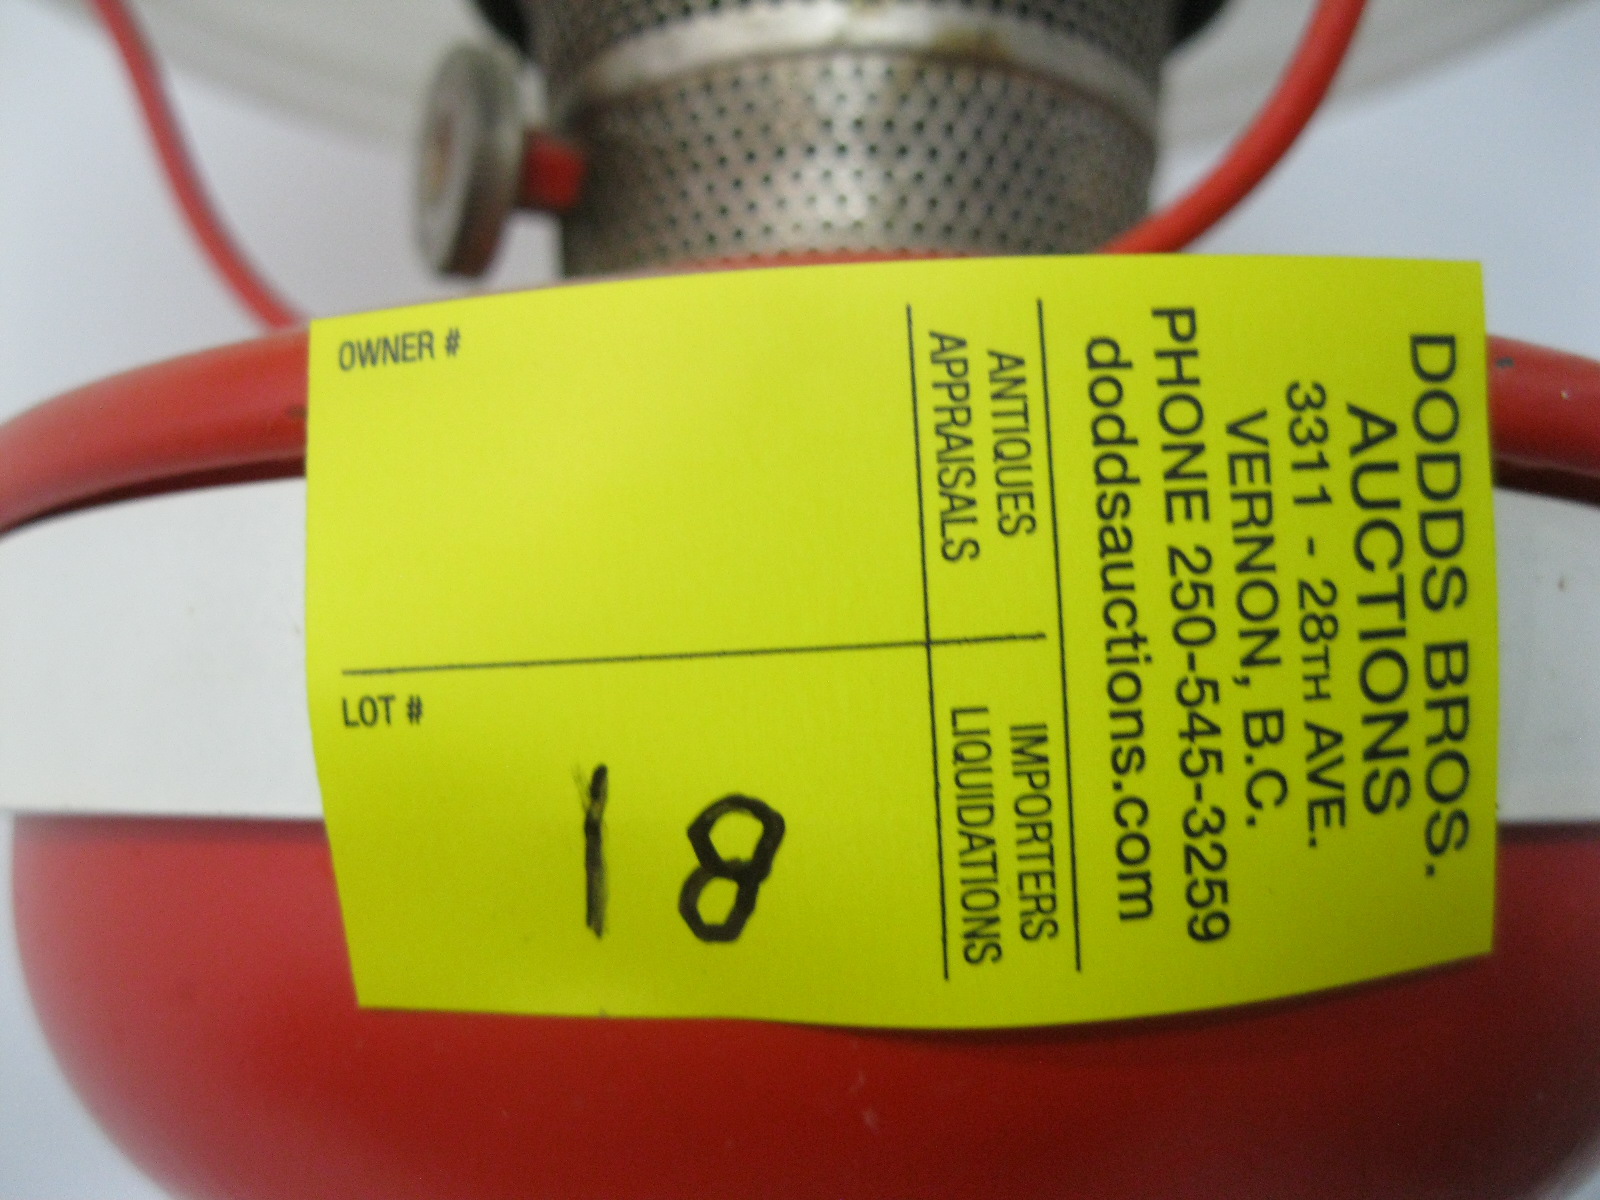 DODDS BROS.
AUCTIONS
3311 - 28TH AVE.
VERNON, B.C.
PHONE 250-545-3259
doddsauctions.com
ANTIQUES
APPRAISALS
IMPORTERS
LIQUIDATIONS
OWNER #
LOT #
18